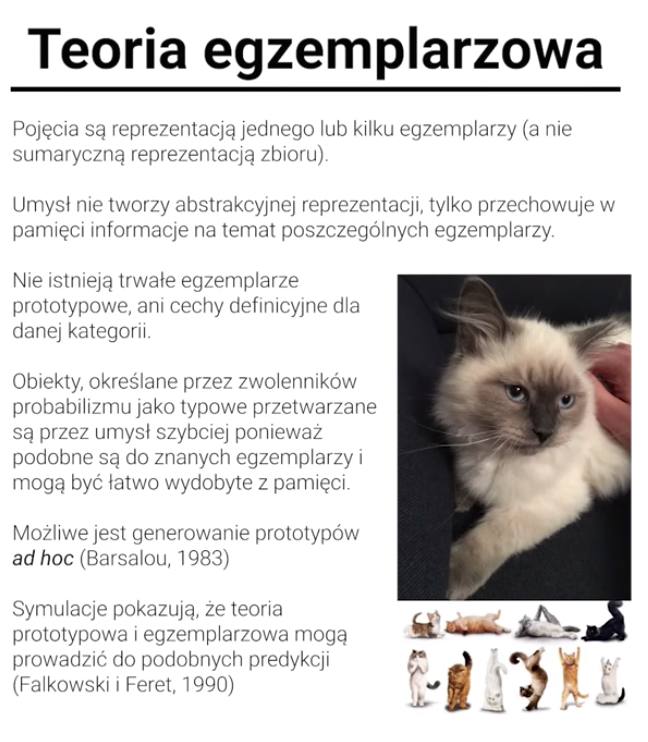 Teoria egzemplarzowa
Pojęcia są reprezentacją jednego lub kilku egzemplarzy (a nie
sumaryczną reprezentacją zbioru).
Umysł nie tworzy abstrakcyjnej reprezentacji, tylko przechowuje w
pamięci informacje na temat poszczególnych egzemplarzy.
Nie istnieją trwałe egzemplarze
prototypowe, ani cechy definicyjne dla
danej kategorii.
Obiekty, określane przez zwolenników
probabilizmu jako typowe przetwarzane
są przez umysł szybciej ponieważ
podobne są do znanych egzemplarzy i
mogą być łatwo wydobyte z pamięci.
Możliwe jest generowanie prototypów
ad hoc (Barsalou, 1983)
Symulacje pokazują, że teoria
prototypowa i egzemplarzowa mogą
prowadzić do podobnych predykcji
(Falkowski i Feret, 1990)